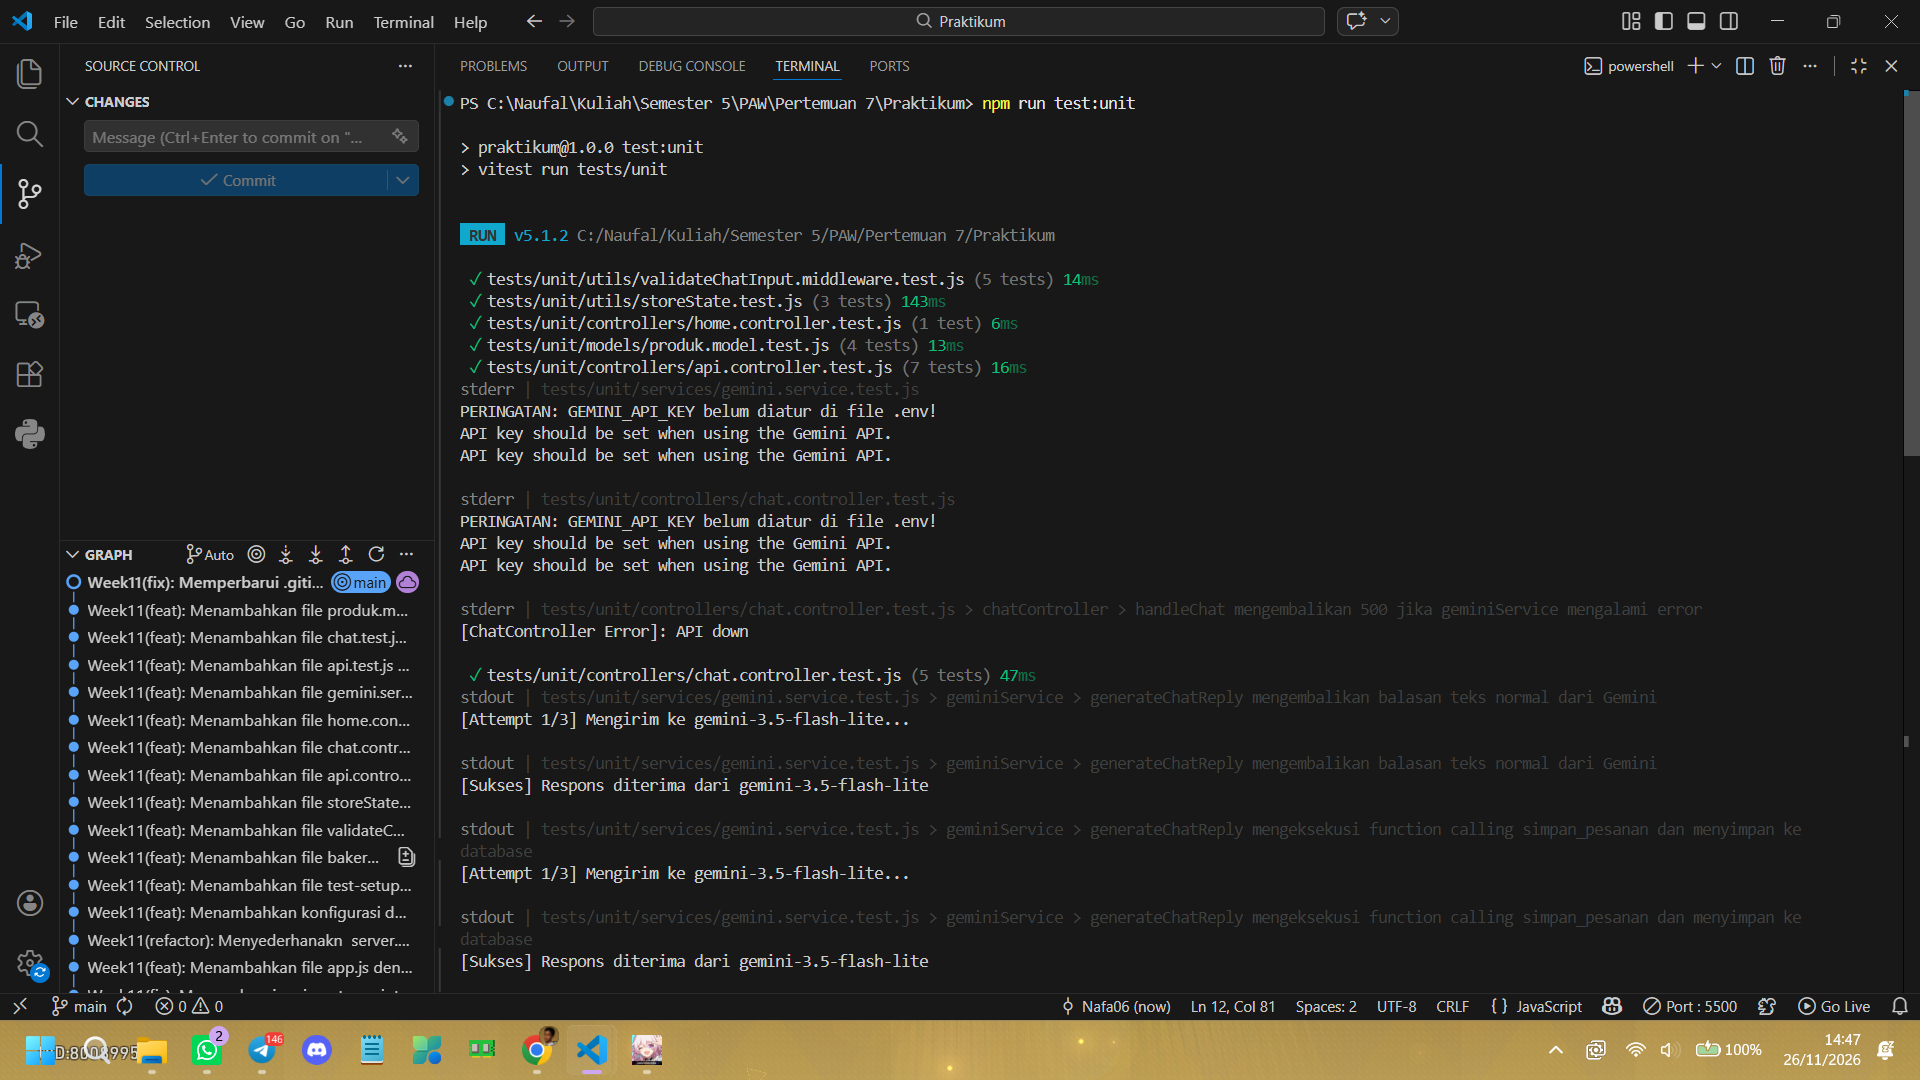 File Edit Selection View Go Run Terminal Help
Praktikum
SOURCE CONTROL
CHANGES
Message (Ctrl+Enter to commit on "...
Commit
GRAPH
Auto
Week11(fix): Memperbarui .giti... main
Week11(feat): Menambahkan file produk.m...
Week11(feat): Menambahkan file chat.test.j...
Week11(feat): Menambahkan file api.test.js ...
Week11(feat): Menambahkan file gemini.ser...
Week11(feat): Menambahkan file home.con...
Week11(feat): Menambahkan file chat.contr...
Week11(feat): Menambahkan file api.contro...
Week11(feat): Menambahkan file storeState...
Week11(feat): Menambahkan file validateC...
Week11(feat): Menambahkan file baker...
Week11(feat): Menambahkan file test-setup...
Week11(feat): Menambahkan konfigurasi d...
Week11(refactor): Menyederhanakn server....
Week11(feat): Menambahkan file app.js den...
PROBLEMS OUTPUT DEBUG CONSOLE TERMINAL PORTS
powershell
PS C:\Naufal\Kuliah\Semester 5\PAW\Pertemuan 7\Praktikum> npm run test:unit
> praktikum@1.0.0 test:unit
> vitest run tests/unit
RUN v5.1.2 C:/Naufal/Kuliah/Semester 5/PAW/Pertemuan 7/Praktikum
✓ tests/unit/utils/validateChatInput.middleware.test.js (5 tests) 14ms
✓ tests/unit/utils/storeState.test.js (3 tests) 143ms
✓ tests/unit/controllers/home.controller.test.js (1 test) 6ms
✓ tests/unit/models/produk.model.test.js (4 tests) 13ms
✓ tests/unit/controllers/api.controller.test.js (7 tests) 16ms
stderr | tests/unit/services/gemini.service.test.js
PERINGATAN: GEMINI_API_KEY belum diatur di file .env!
API key should be set when using the Gemini API.
API key should be set when using the Gemini API.
stderr | tests/unit/controllers/chat.controller.test.js
PERINGATAN: GEMINI_API_KEY belum diatur di file .env!
API key should be set when using the Gemini API.
API key should be set when using the Gemini API.
stderr | tests/unit/controllers/chat.controller.test.js > chatController > handleChat mengembalikan 500 jika geminiService mengalami error
[ChatController Error]: API down
✓ tests/unit/controllers/chat.controller.test.js (5 tests) 47ms
stdout | tests/unit/services/gemini.service.test.js > geminiService > generateChatReply mengembalikan balasan teks normal dari Gemini
[Attempt 1/3] Mengirim ke gemini-3.5-flash-lite...
stdout | tests/unit/services/gemini.service.test.js > geminiService > generateChatReply mengembalikan balasan teks normal dari Gemini
[Sukses] Respons diterima dari gemini-3.5-flash-lite
stdout | tests/unit/services/gemini.service.test.js > geminiService > generateChatReply mengeksekusi function calling simpan_pesanan dan menyimpan ke
database
[Attempt 1/3] Mengirim ke gemini-3.5-flash-lite...
stdout | tests/unit/services/gemini.service.test.js > geminiService > generateChatReply mengeksekusi function calling simpan_pesanan dan menyimpan ke
database
[Sukses] Respons diterima dari gemini-3.5-flash-lite
main 0 0 Nafa06 (now) Ln 12, Col 81 Spaces: 2 UTF-8 CRLF {} JavaScript Port : 5500 Go Live
2 146 100% 14:47
26/11/2026